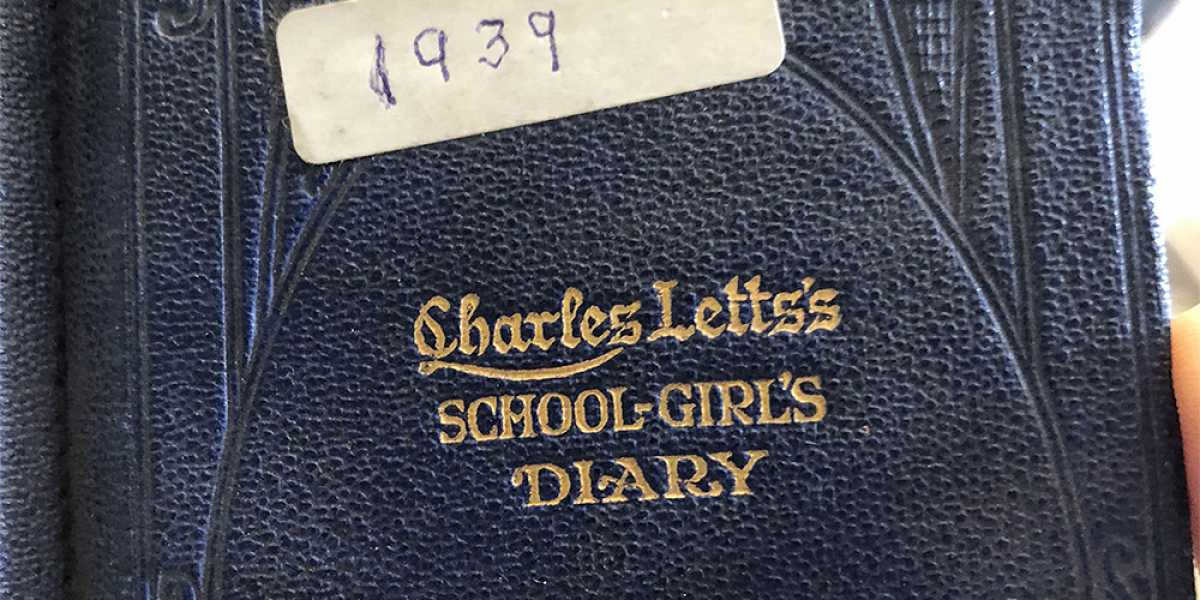 1939
Charles Letts's
SCHOOL-GIRL'S
DIARY